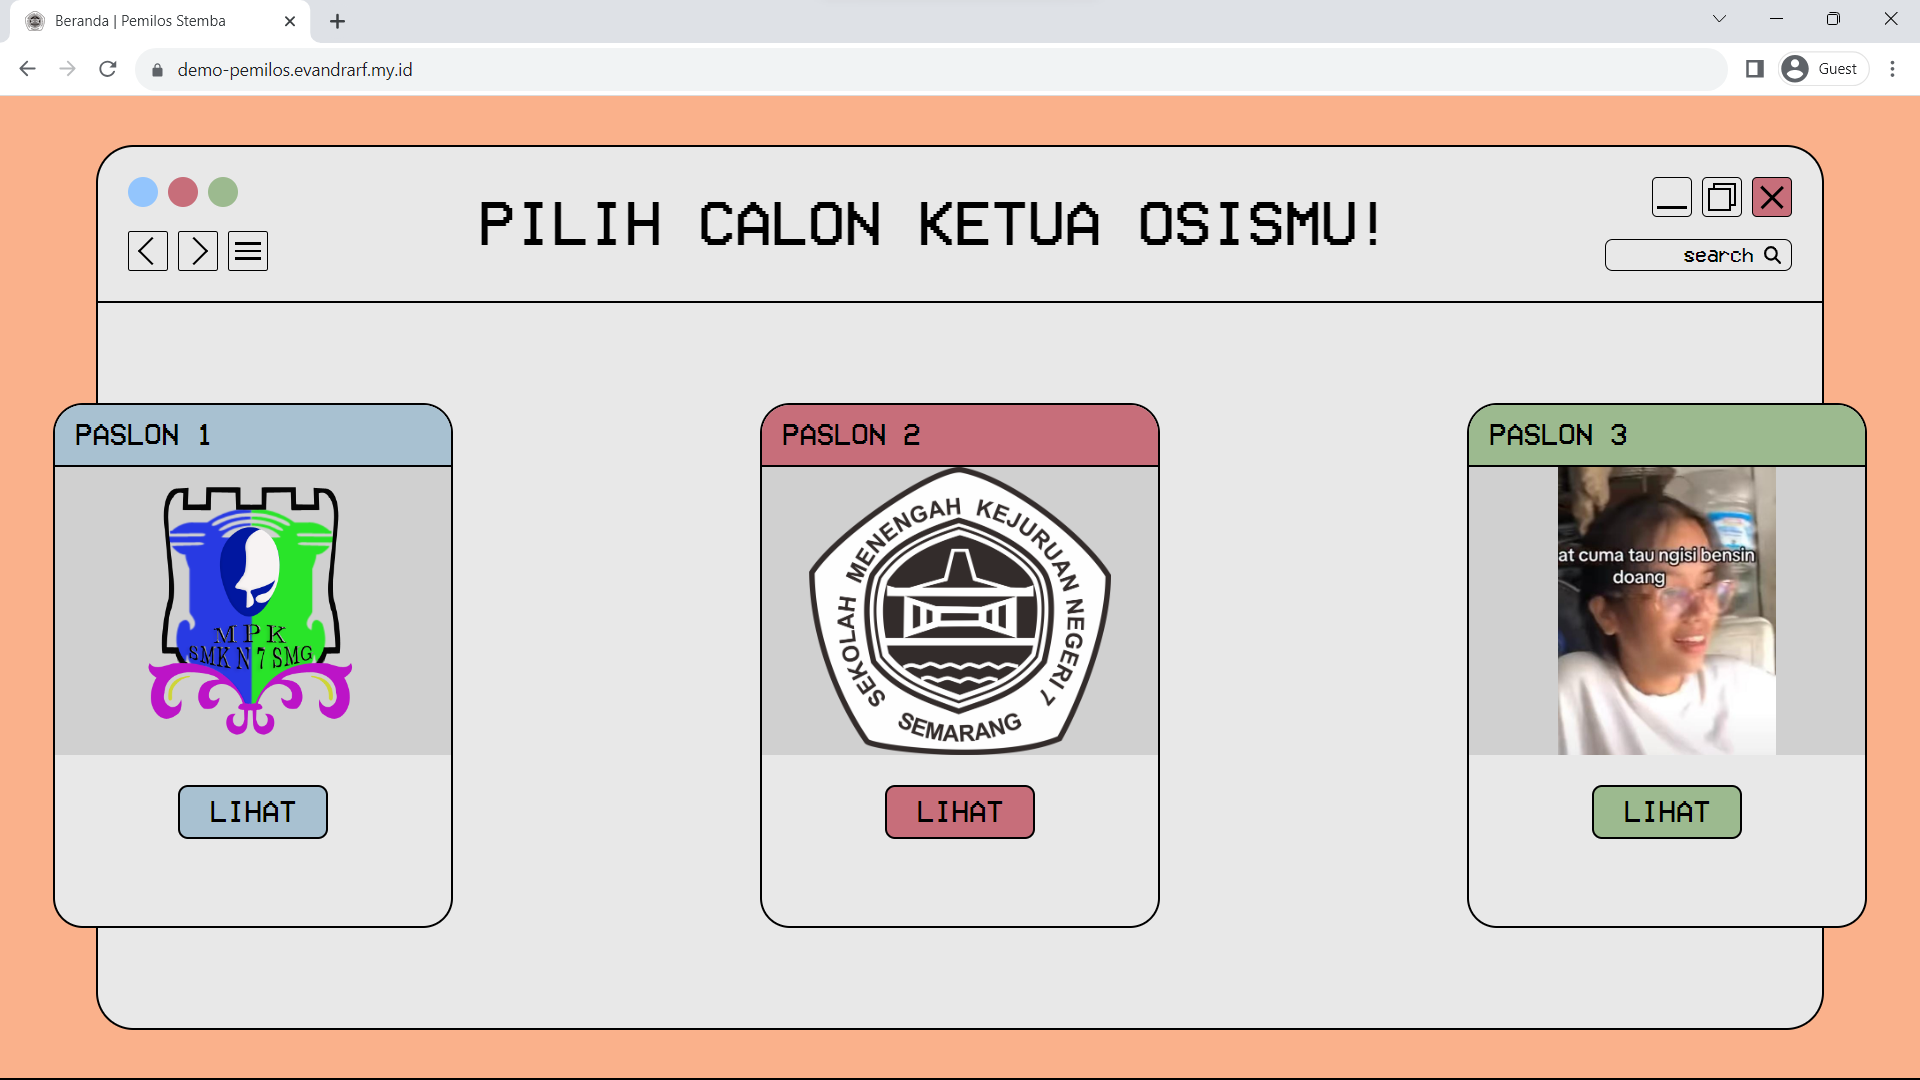 Beranda | Pemilos Stemba
demo-pemilos.evandrarf.my.id
Guest
PILIH CALON KETUA OSISMU!
search
PASLON 1
MPK
SMK N 7 SMG
LIHAT
PASLON 2
SEKOLAH MENENGAH KEJURUAN NEGERI 7
SEMARANG
LIHAT
PASLON 3
at cuma tau ngisi bensin
doang
LIHAT